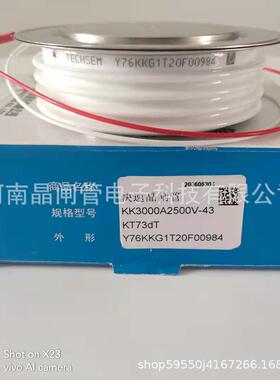 TECHSEM Y76KKG1T20F00984
河南晶闸管电子科技有限公司
商品名称: 快速晶闸管
规格型号: KK3000A2500V-43
KT73dT
外 形 Y76KKG1T20F00984
Shot on X23
vivo AI camera
shop59550j4167266.1688.